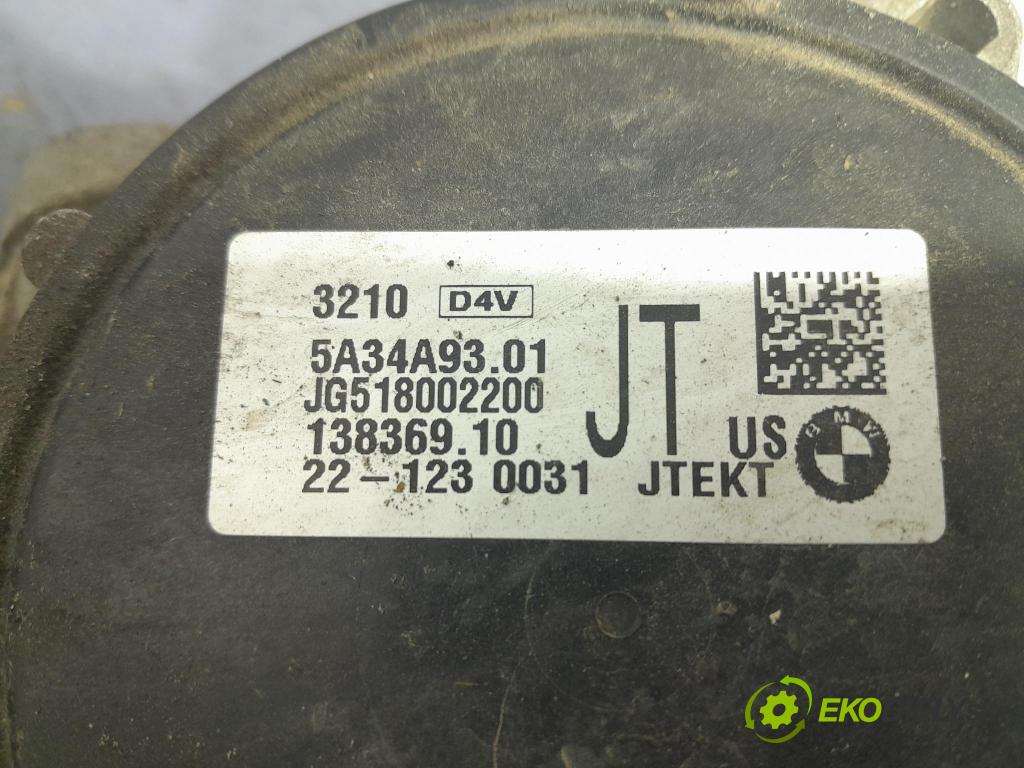 3210 D4V
5A34A93.01
JG518002200
138369.10
22-123 0031
JT
US
JTEKT
BMW
EKO